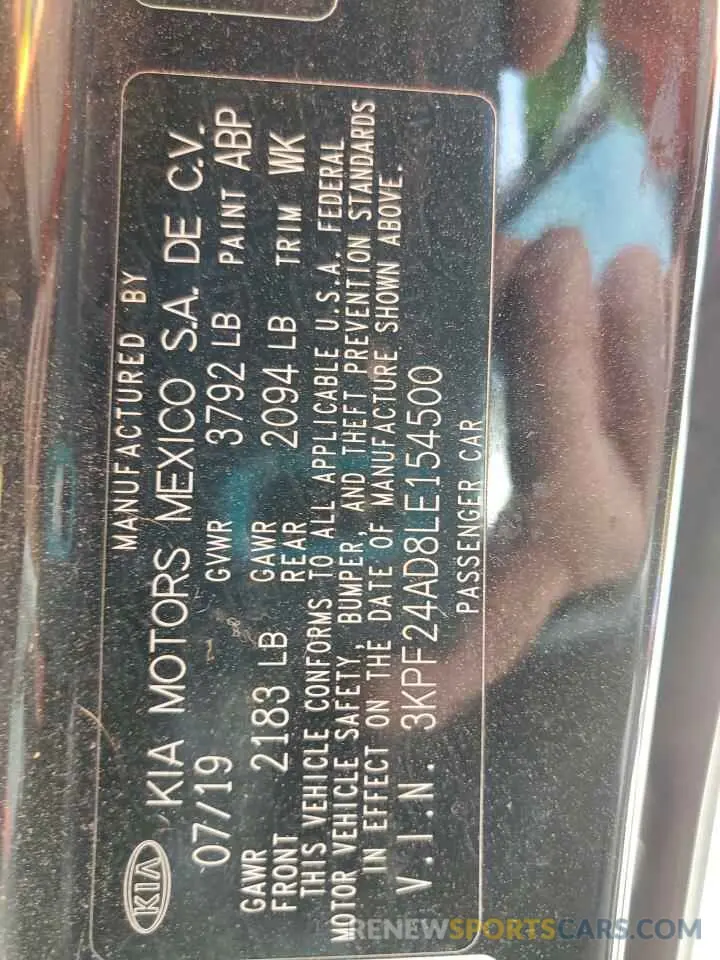 MANUFACTURED BY
KIA KIA MOTORS MEXICO S.A. DE C.V.
07/19 GVWR 3792 LB PAINT ABP
GAWR FRONT 2183 LB GAWR REAR 2094 LB TRIM WK
THIS VEHICLE CONFORMS TO ALL APPLICABLE U.S.A. FEDERAL
MOTOR VEHICLE SAFETY, BUMPER, AND THEFT PREVENTION STANDARDS
IN EFFECT ON THE DATE OF MANUFACTURE SHOWN ABOVE.
V.I.N. 3KPF24AD8LE154500
PASSENGER CAR
RENEWSPORTSCARS.COM